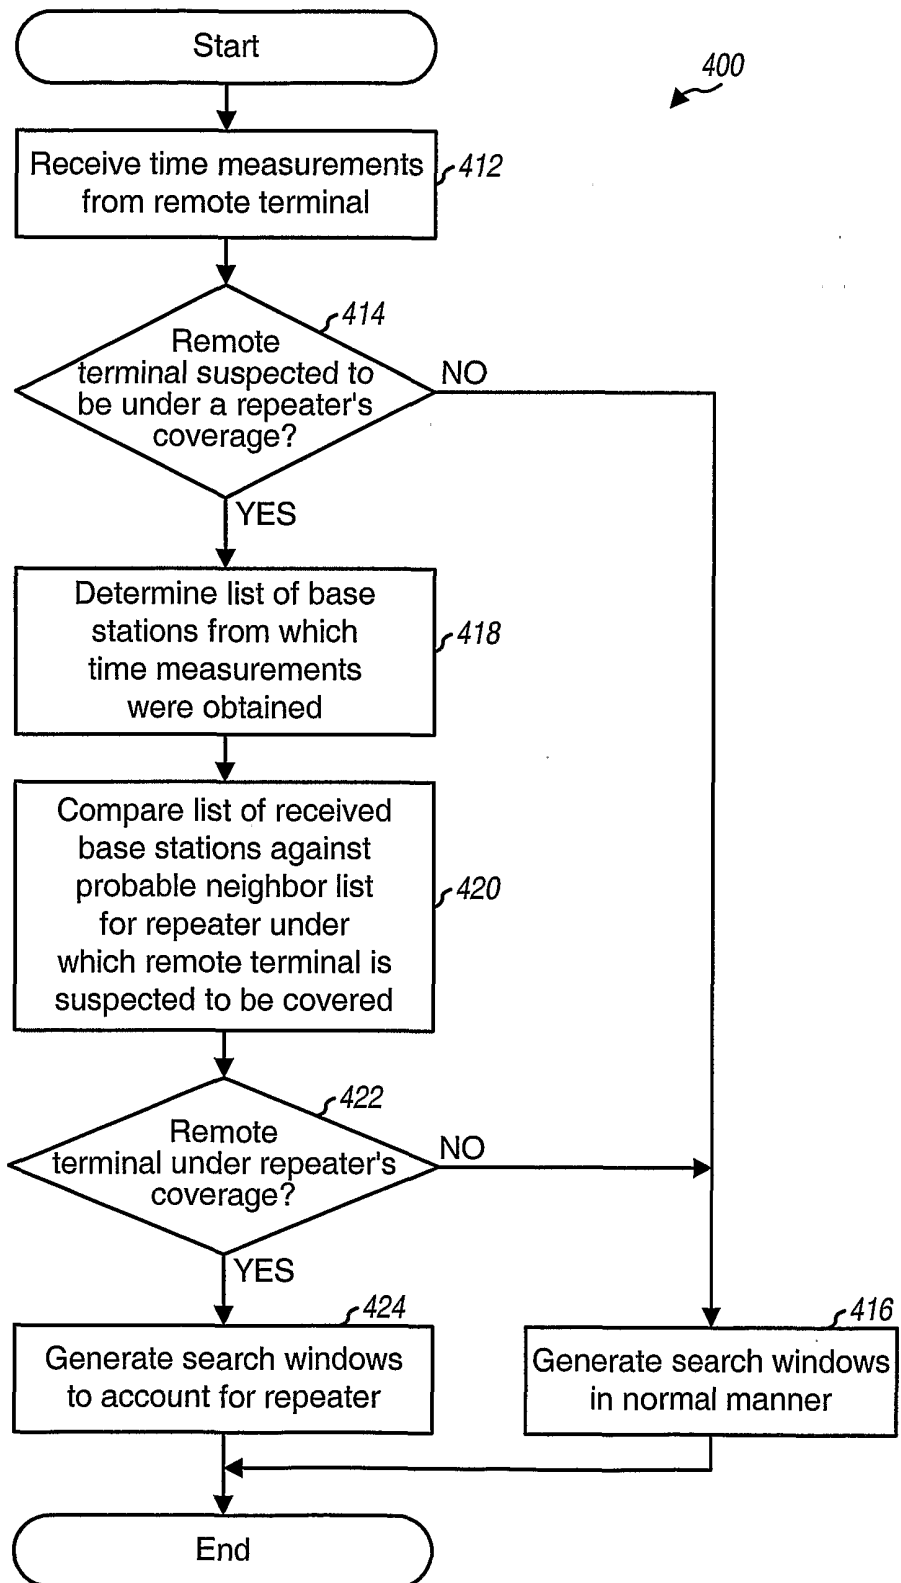 Start
400
Receive time measurements
from remote terminal
412
414
Remote
terminal suspected to
be under a repeater's
coverage?
NO
YES
Determine list of base
stations from which
time measurements
were obtained
418
Compare list of received
base stations against
probable neighbor list
for repeater under
which remote terminal is
suspected to be covered
420
422
Remote
terminal under repeater's
coverage?
NO
YES
424
Generate search windows
to account for repeater
416
Generate search windows
in normal manner
End